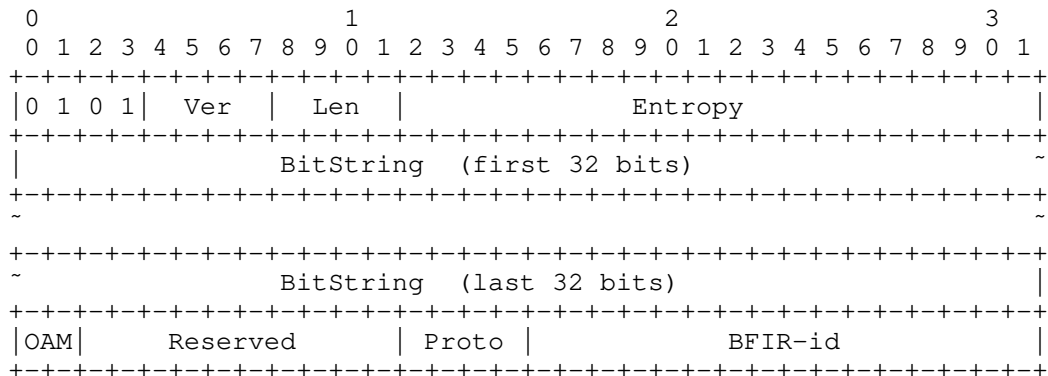 0                   1                   2                   3
 0 1 2 3 4 5 6 7 8 9 0 1 2 3 4 5 6 7 8 9 0 1 2 3 4 5 6 7 8 9 0 1
+-+-+-+-+-+-+-+-+-+-+-+-+-+-+-+-+-+-+-+-+-+-+-+-+-+-+-+-+-+-+-+-+
|0 1 0 1|  Ver  |  Len  |              Entropy                  |
+-+-+-+-+-+-+-+-+-+-+-+-+-+-+-+-+-+-+-+-+-+-+-+-+-+-+-+-+-+-+-+-+
|                BitString  (first 32 bits)                     ~
+-+-+-+-+-+-+-+-+-+-+-+-+-+-+-+-+-+-+-+-+-+-+-+-+-+-+-+-+-+-+-+-+
~                                                               ~
+-+-+-+-+-+-+-+-+-+-+-+-+-+-+-+-+-+-+-+-+-+-+-+-+-+-+-+-+-+-+-+-+
~                BitString  (last 32 bits)                      |
+-+-+-+-+-+-+-+-+-+-+-+-+-+-+-+-+-+-+-+-+-+-+-+-+-+-+-+-+-+-+-+-+
|OAM|     Reserved      | Proto |            BFIR-id            |
+-+-+-+-+-+-+-+-+-+-+-+-+-+-+-+-+-+-+-+-+-+-+-+-+-+-+-+-+-+-+-+-+